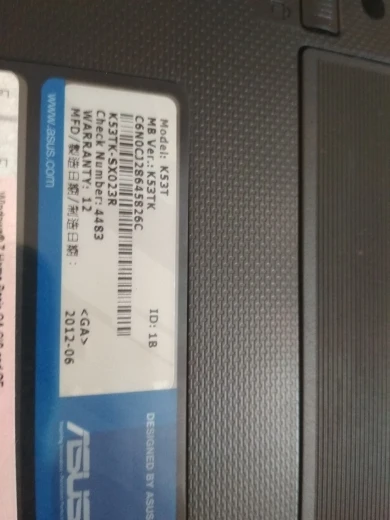 Model: K53T
MB Ver.: K53TK ID: 1B
C6N0CJ28645826C
K53TK-SX023R
Check Number: 4483
WARRANTY: 12 <GA>
MFD/製造日期/制造日期: 2012-06
www.asus.com
DESIGNED BY ASUS
ASUS